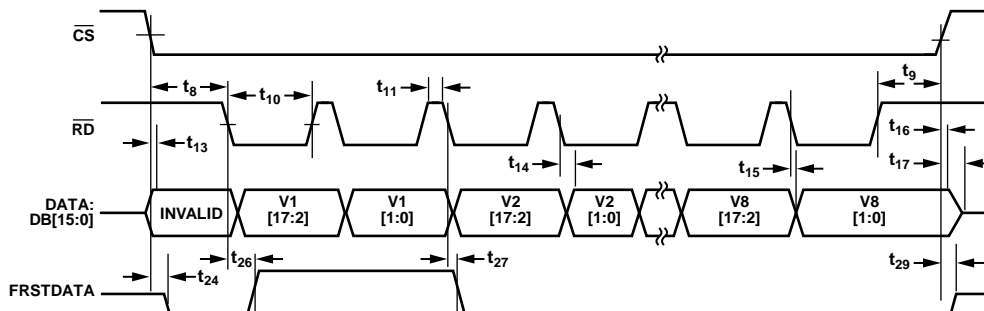 CS
t8
t10
t11
t9
RD
t13
t14
t15
t16
t17
DATA:
DB[15:0]
INVALID
V1
[17:2]
V1
[1:0]
V2
[17:2]
V2
[1:0]
V8
[17:2]
V8
[1:0]
t24
t26
t27
t29
FRSTDATA